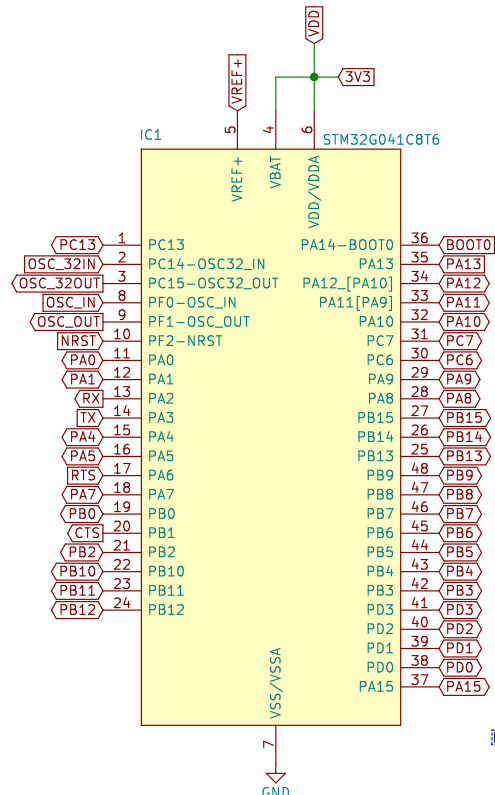 VDD
3V3
VREF+
IC1
STM32G041C8T6
5 4 6
VREF+ VBAT VDD/VDDA
PC13 1 PC13 PA14-BOOT0 36 BOOT0
OSC_32IN 2 PC14-OSC32_IN PA13 35 PA13
OSC_32OUT 3 PC15-OSC32_OUT PA12_[PA10] 34 PA12
OSC_IN 8 PF0-OSC_IN PA11[PA9] 33 PA11
OSC_OUT 9 PF1-OSC_OUT PA10 32 PA10
NRST 10 PF2-NRST PC7 31 PC7
PA0 11 PA0 PC6 30 PC6
PA1 12 PA1 PA9 29 PA9
RX 13 PA2 PA8 28 PA8
TX 14 PA3 PB15 27 PB15
PA4 15 PA4 PB14 26 PB14
PA5 16 PA5 PB13 25 PB13
RTS 17 PA6 PB9 48 PB9
PA7 18 PA7 PB8 47 PB8
PB0 19 PB0 PB7 46 PB7
CTS 20 PB1 PB6 45 PB6
PB2 21 PB2 PB5 44 PB5
PB10 22 PB10 PB4 43 PB4
PB11 23 PB11 PB3 42 PB3
PB12 24 PB12 PD3 41 PD3
PD2 40 PD2
PD1 39 PD1
PD0 38 PD0
PA15 37 PA15
VSS/VSSA
7
GND